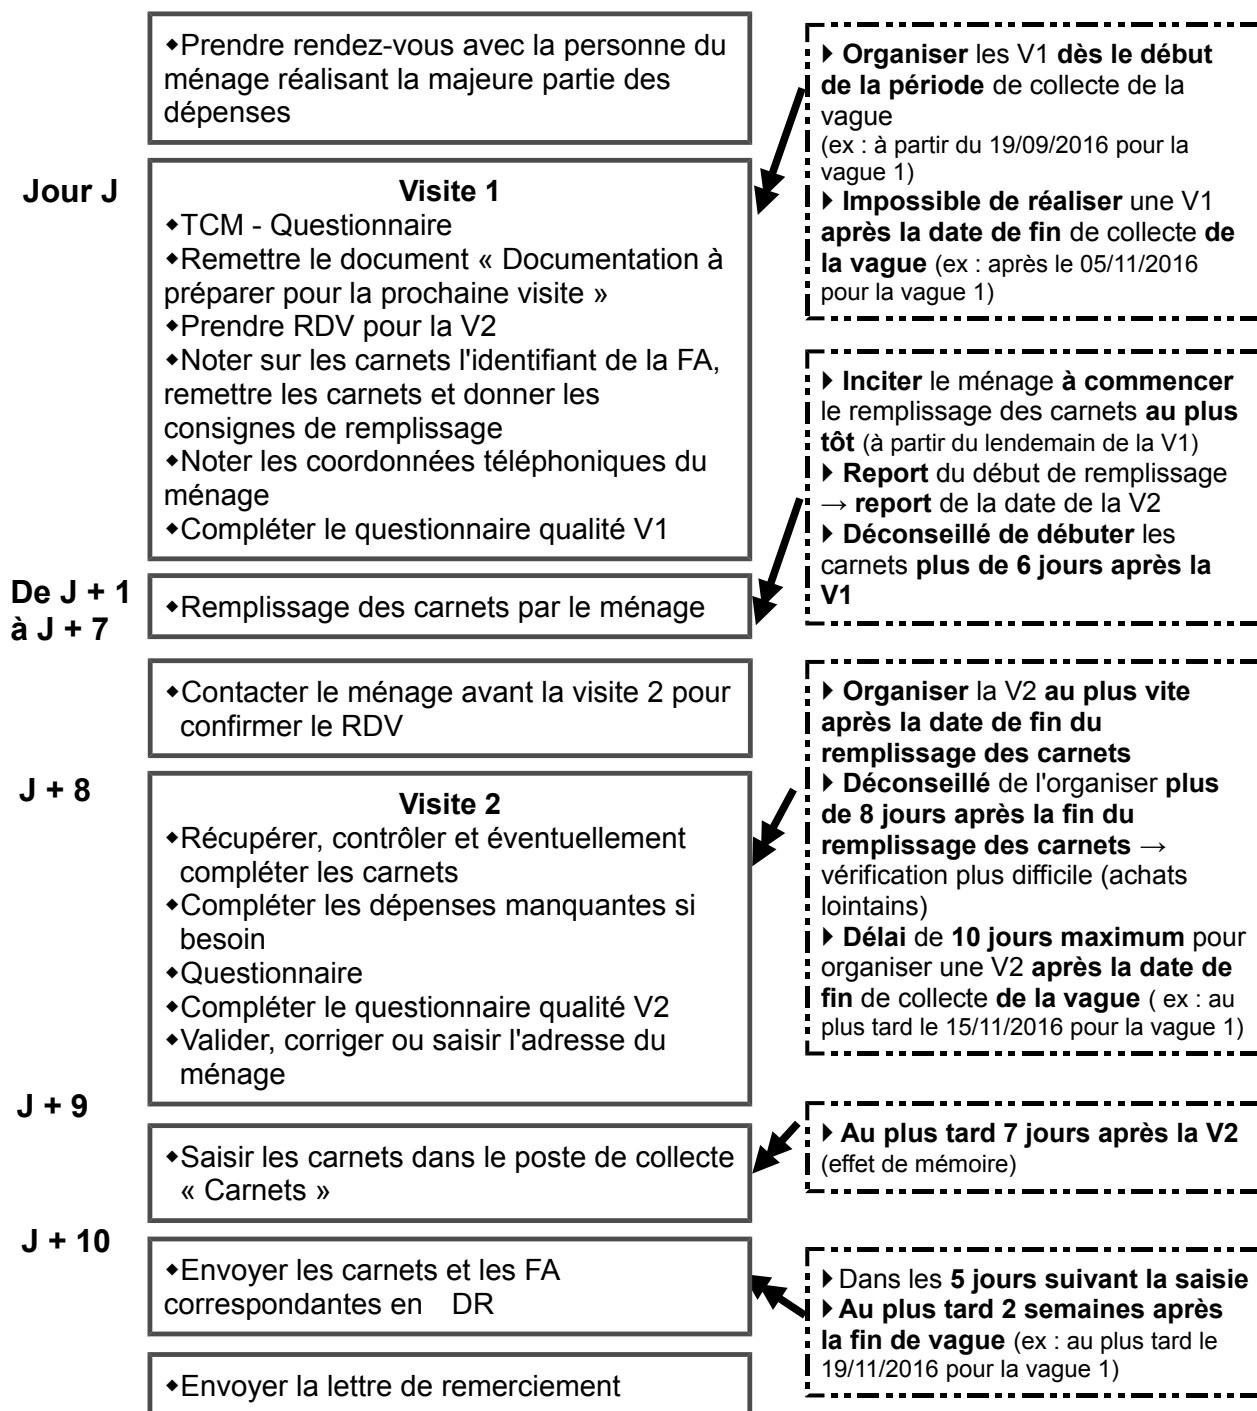 ◆Prendre rendez-vous avec la personne du
ménage réalisant la majeure partie des
dépenses
Jour J
Visite 1
◆TCM - Questionnaire
◆Remettre le document « Documentation à
préparer pour la prochaine visite »
◆Prendre RDV pour la V2
◆Noter sur les carnets l'identifiant de la FA,
remettre les carnets et donner les
consignes de remplissage
◆Noter les coordonnées téléphoniques du
ménage
◆Compléter le questionnaire qualité V1
‣ Organiser les V1 dès le début
de la période de collecte de la
vague
(ex : à partir du 19/09/2016 pour la
vague 1)
‣ Impossible de réaliser une V1
après la date de fin de collecte de
la vague (ex : après le 05/11/2016
pour la vague 1)
De J + 1
à J + 7
◆Remplissage des carnets par le ménage
‣ Inciter le ménage à commencer
le remplissage des carnets au plus
tôt (à partir du lendemain de la V1)
‣ Report du début de remplissage
→ report de la date de la V2
‣ Déconseillé de débuter les
carnets plus de 6 jours après la
V1
◆Contacter le ménage avant la visite 2 pour
confirmer le RDV
J + 8
Visite 2
◆Récupérer, contrôler et éventuellement
compléter les carnets
◆Compléter les dépenses manquantes si
besoin
◆Questionnaire
◆Compléter le questionnaire qualité V2
◆Valider, corriger ou saisir l'adresse du
ménage
‣ Organiser la V2 au plus vite
après la date de fin du
remplissage des carnets
‣ Déconseillé de l'organiser plus
de 8 jours après la fin du
remplissage des carnets →
vérification plus difficile (achats
lointains)
‣ Délai de 10 jours maximum pour
organiser une V2 après la date de
fin de collecte de la vague ( ex : au
plus tard le 15/11/2016 pour la vague 1)
J + 9
◆Saisir les carnets dans le poste de collecte
« Carnets »
‣ Au plus tard 7 jours après la V2
(effet de mémoire)
J + 10
◆Envoyer les carnets et les FA
correspondantes en DR
‣ Dans les 5 jours suivant la saisie
‣ Au plus tard 2 semaines après
la fin de vague (ex : au plus tard le
19/11/2016 pour la vague 1)
◆Envoyer la lettre de remerciement